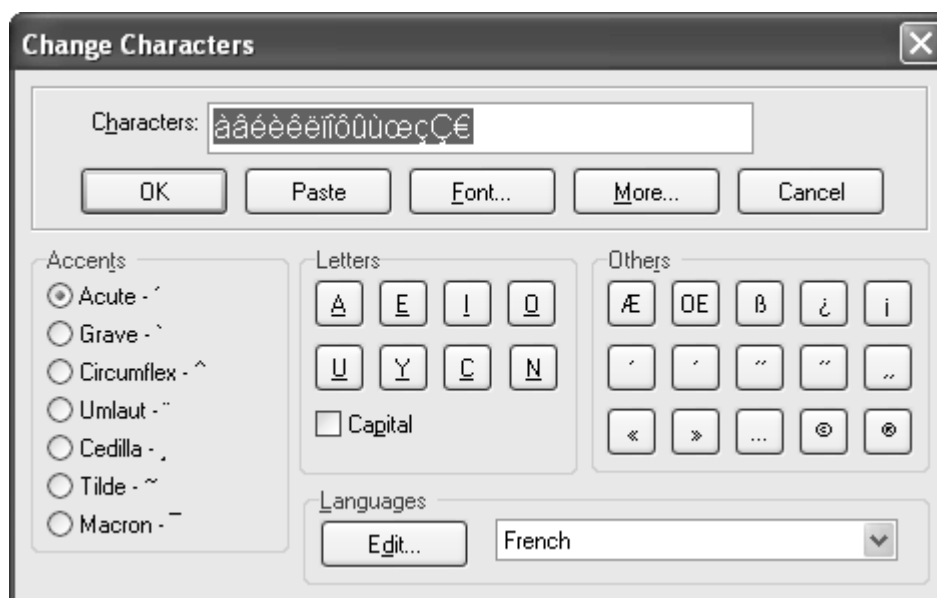 Change Characters
Characters: àâéèêëïîôûùœçÇ€
OK Paste Font... More... Cancel
Accents
Acute - ´
Grave - `
Circumflex - ^
Umlaut - ¨
Cedilla - ¸
Tilde - ~
Macron - ¯
Letters
A E I O
U Y C N
Capital
Others
Æ OE ß ¿ ¡
« » ... © ®
Languages
Edit... French